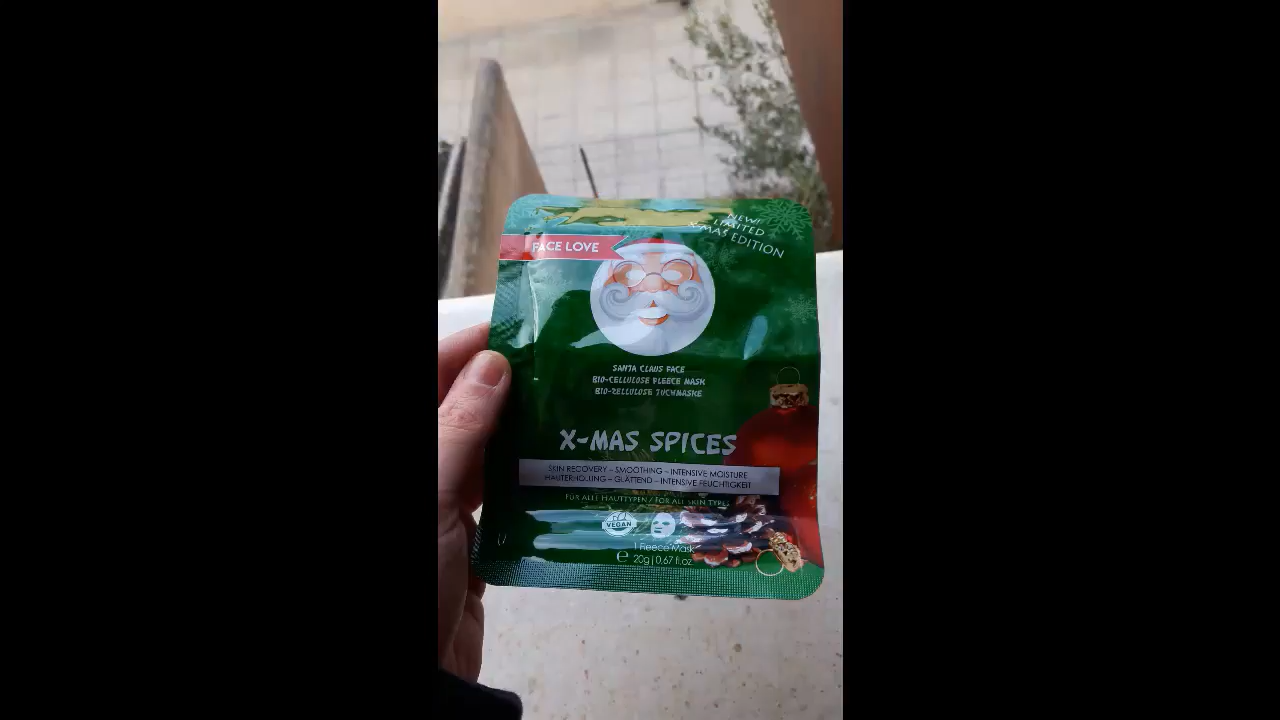 NEW!
LIMITED
X-MAS EDITION
FACE LOVE
SANTA CLAUS FACE
BIO-CELLULOSE FLEECE MASK
BIO-ZELLULOSE TUCHMASKE
X-MAS SPICES
SKIN RECOVERY – SMOOTHING – INTENSIVE MOISTURE
HAUTERHOLUNG – GLÄTTEND – INTENSIVE FEUCHTIGKEIT
FÜR ALLE HAUTTYPEN / FOR ALL SKIN TYPES
VEGAN
1 Fleece Mask
e 20g | 0.67 fl.oz